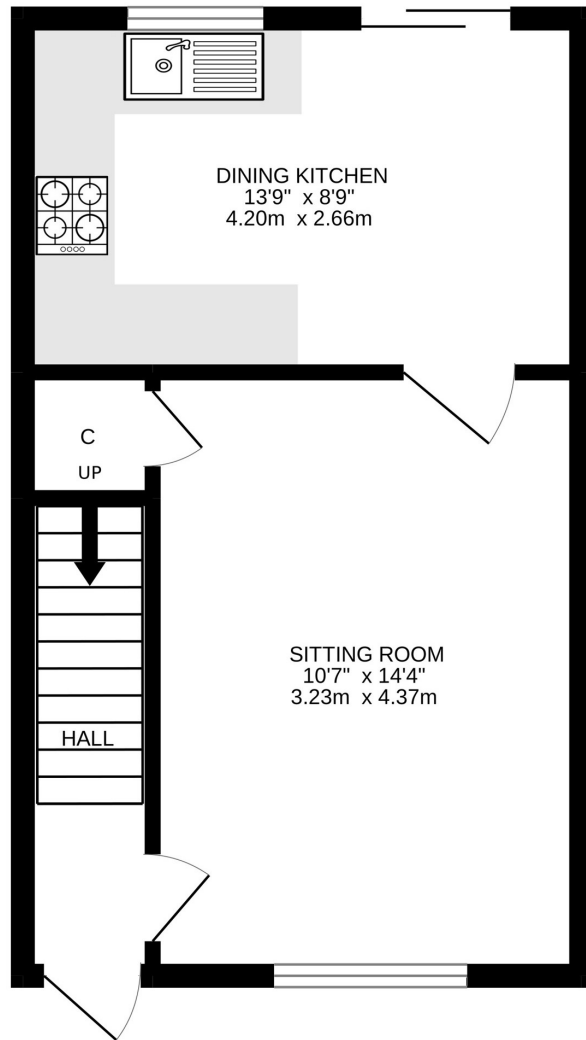 DINING KITCHEN
13'9" x 8'9"
4.20m x 2.66m
C
UP
SITTING ROOM
10'7" x 14'4"
3.23m x 4.37m
HALL